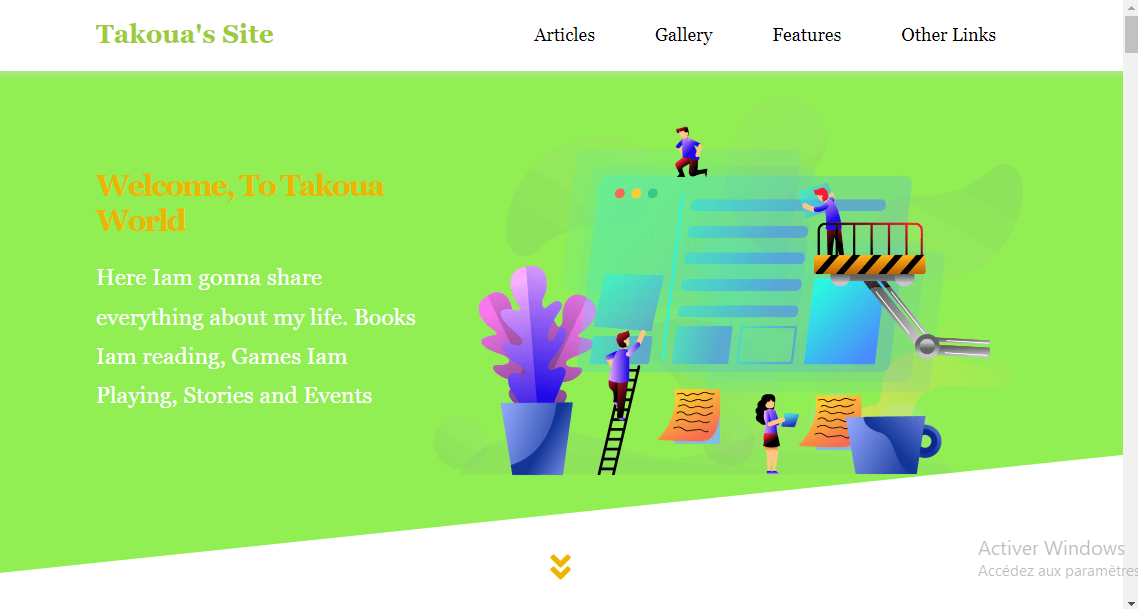 Takoua's Site
Articles
Gallery
Features
Other Links
Welcome, To Takoua
World
Here Iam gonna share
everything about my life. Books
Iam reading, Games Iam
Playing, Stories and Events
Activer Windows
Accédez aux paramètres